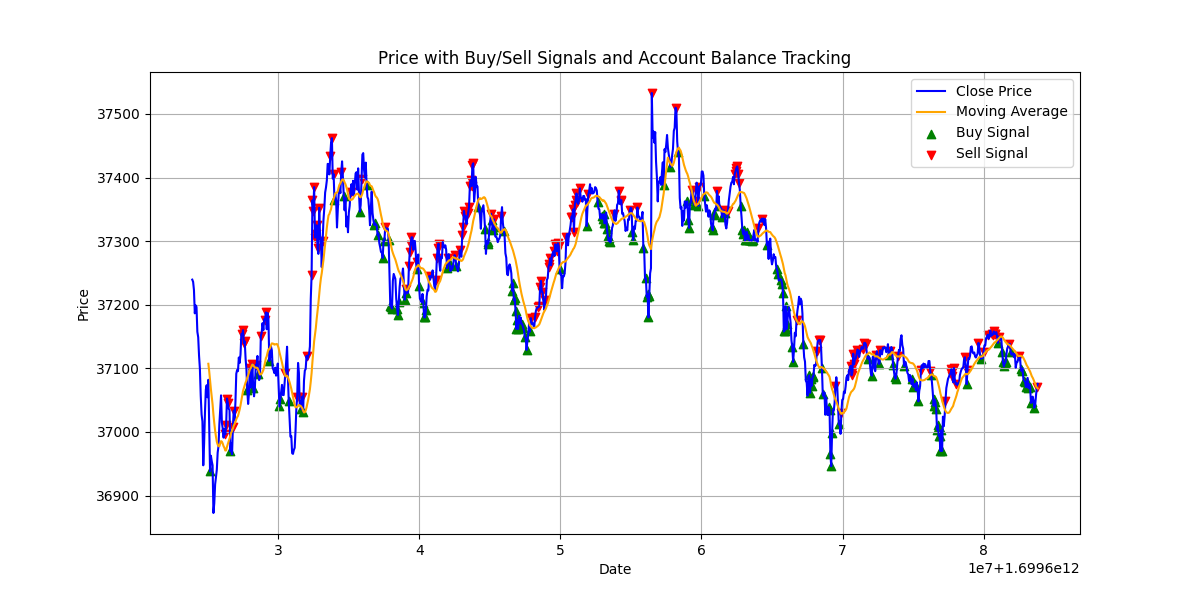 Price with Buy/Sell Signals and Account Balance Tracking
Close Price
Moving Average
Buy Signal
Sell Signal
37500
37400
37300
37200
37100
37000
36900
Price
3 4 5 6 7 8
Date
1e7+1.6996e12